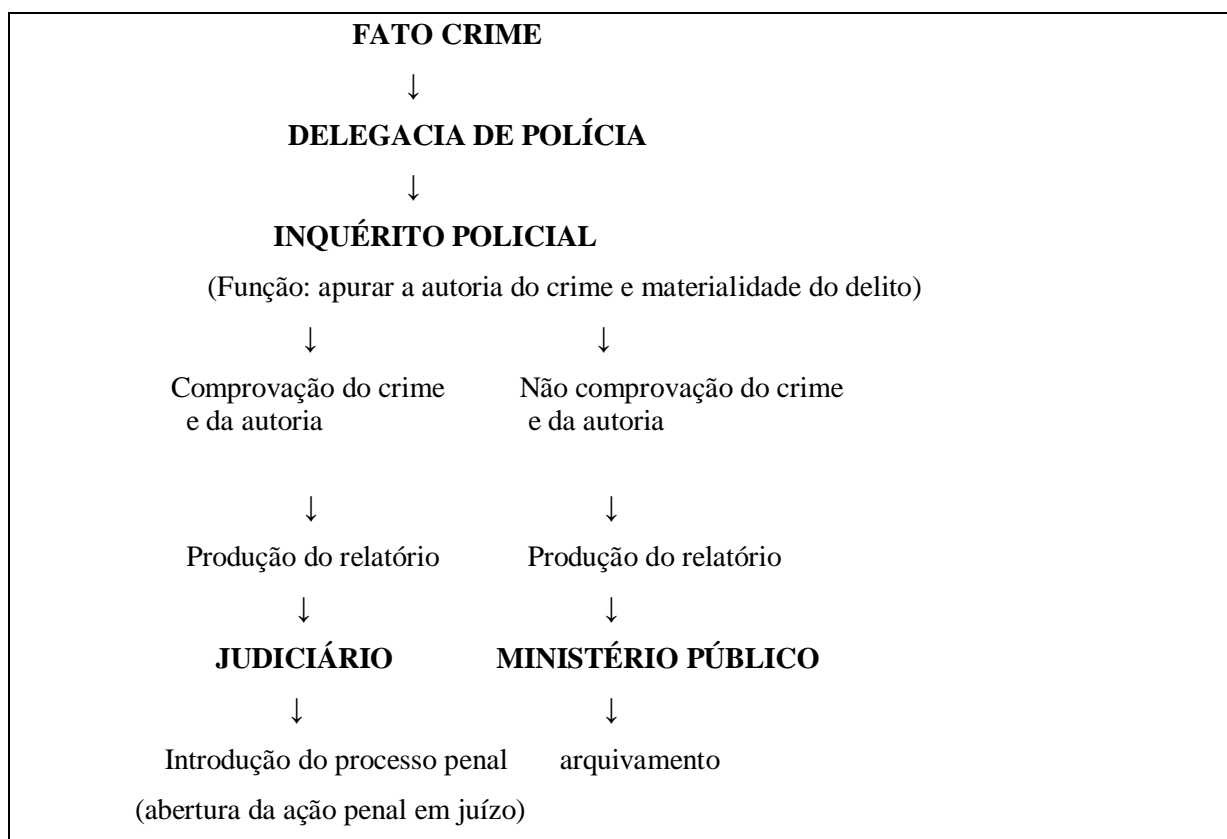 FATO CRIME
↓
DELEGACIA DE POLÍCIA
↓
INQUÉRITO POLICIAL
(Função: apurar a autoria do crime e materialidade do delito)
↓ ↓
Comprovação do crime Não comprovação do crime
e da autoria e da autoria
↓ ↓
Produção do relatório Produção do relatório
↓ ↓
JUDICIÁRIO MINISTÉRIO PÚBLICO
↓ ↓
Introdução do processo penal arquivamento
(abertura da ação penal em juízo)